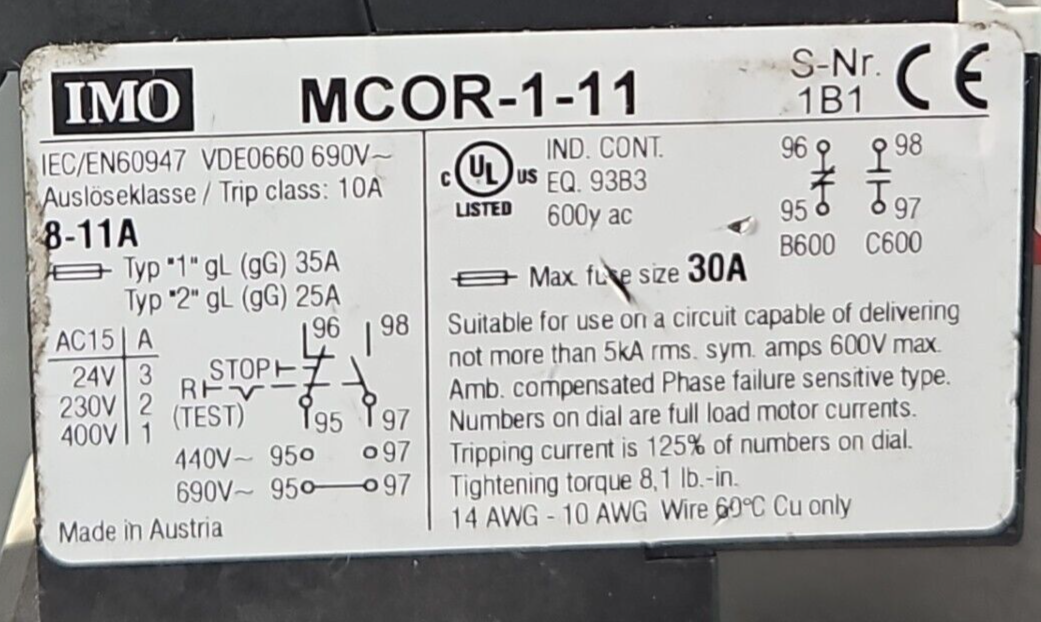 IMO
MCOR-1-11
S-Nr.
1B1
CE
IEC/EN60947 VDE0660 690V~
Auslöseklasse / Trip class: 10A
8-11A
Typ "1" gL (gG) 35A
Typ "2" gL (gG) 25A
AC15 A
24V 3
230V 2
400V 1
96 98
STOP
R
(TEST)
95 97
440V~ 95 97
690V~ 95 97
Made in Austria
C UL US
LISTED
IND. CONT.
EQ. 93B3
600y ac
96 98
95 97
B600 C600
Max. fuse size 30A
Suitable for use on a circuit capable of delivering
not more than 5kA rms. sym. amps 600V max.
Amb. compensated Phase failure sensitive type.
Numbers on dial are full load motor currents.
Tripping current is 125% of numbers on dial.
Tightening torque 8,1 lb.-in.
14 AWG - 10 AWG Wire 60°C Cu only